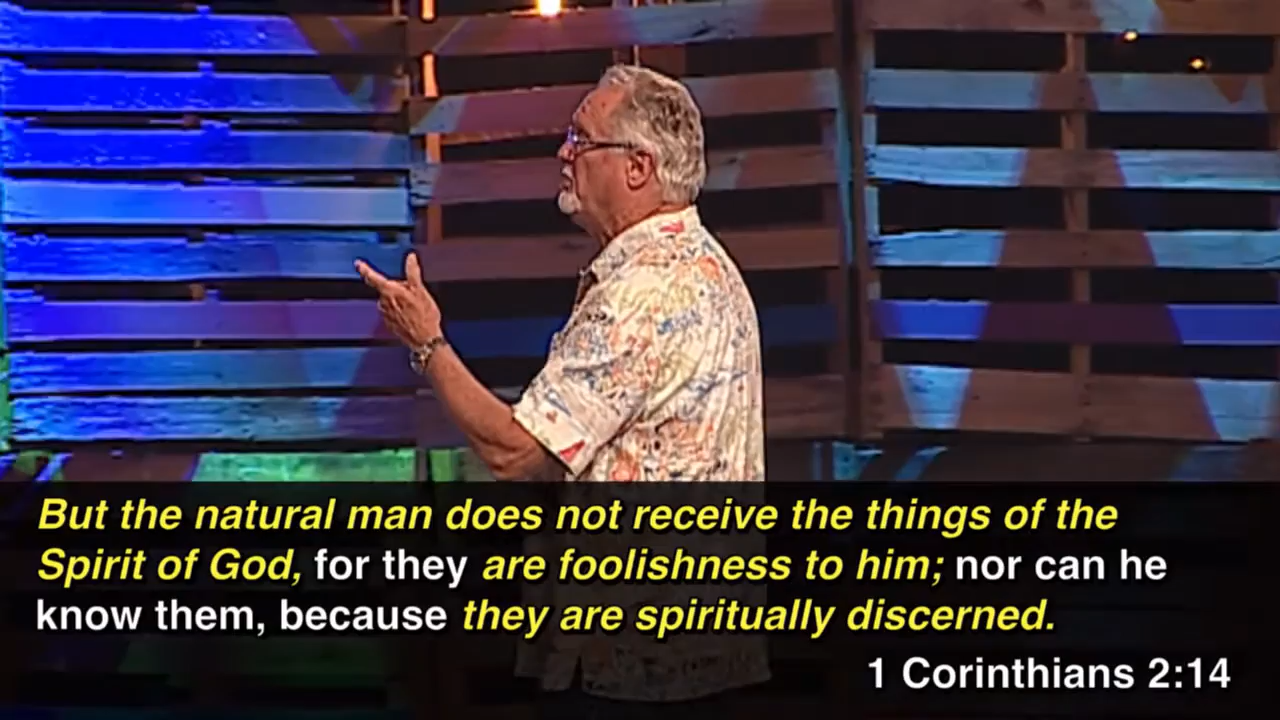 But the natural man does not receive the things of the
Spirit of God, for they are foolishness to him; nor can he
know them, because they are spiritually discerned.
1 Corinthians 2:14